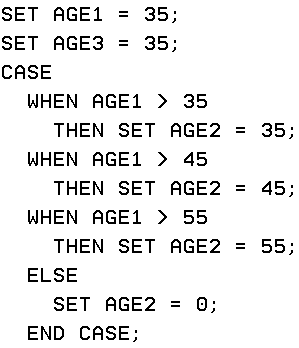 SET AGE1 = 35;
SET AGE3 = 35;
CASE
  WHEN AGE1 > 35
    THEN SET AGE2 = 35;
  WHEN AGE1 > 45
    THEN SET AGE2 = 45;
  WHEN AGE1 > 55
    THEN SET AGE2 = 55;
  ELSE
    SET AGE2 = 0;
  END CASE;